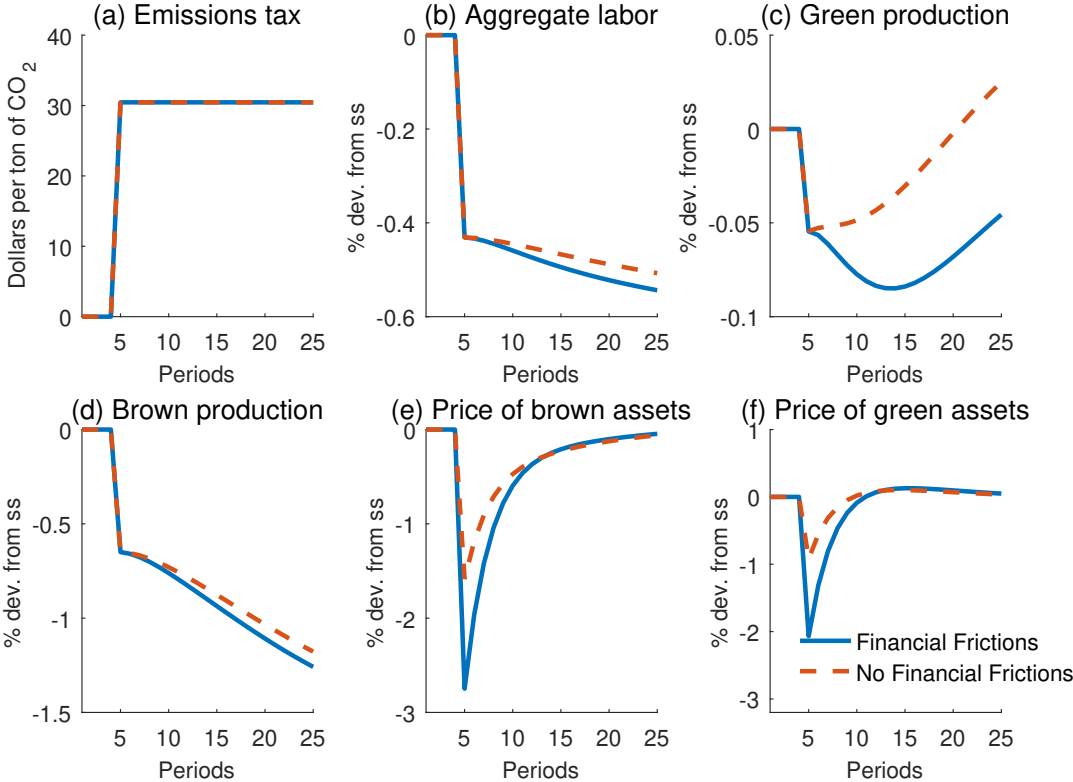 (a) Emissions tax
Dollars per ton of CO2
40
30
20
10
0
5 10 15 20 25
Periods
(b) Aggregate labor
% dev. from ss
0
-0.2
-0.4
-0.6
5 10 15 20 25
Periods
(c) Green production
% dev. from ss
0.05
0
-0.05
-0.1
5 10 15 20 25
Periods
(d) Brown production
% dev. from ss
0
-0.5
-1
-1.5
5 10 15 20 25
Periods
(e) Price of brown assets
% dev. from ss
0
-1
-2
-3
5 10 15 20 25
Periods
(f) Price of green assets
% dev. from ss
1
0
-1
-2
-3
Financial Frictions
No Financial Frictions
5 10 15 20 25
Periods